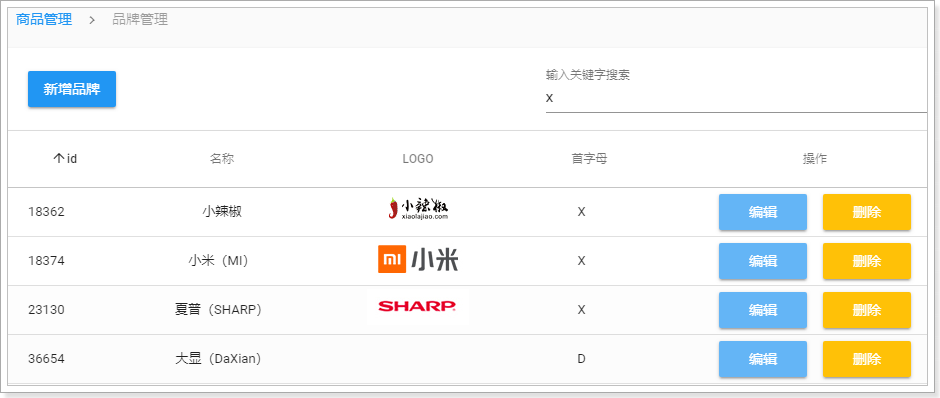 商品管理 > 品牌管理
新增品牌
输入关键字搜索
x
↑id 名称 LOGO 首字母 操作
18362 小辣椒 小辣椒 xiaolajiao.com X 编辑 删除
18374 小米（MI） mi 小米 X 编辑 删除
23130 夏普（SHARP） SHARP X 编辑 删除
36654 大显（DaXian） D 编辑 删除